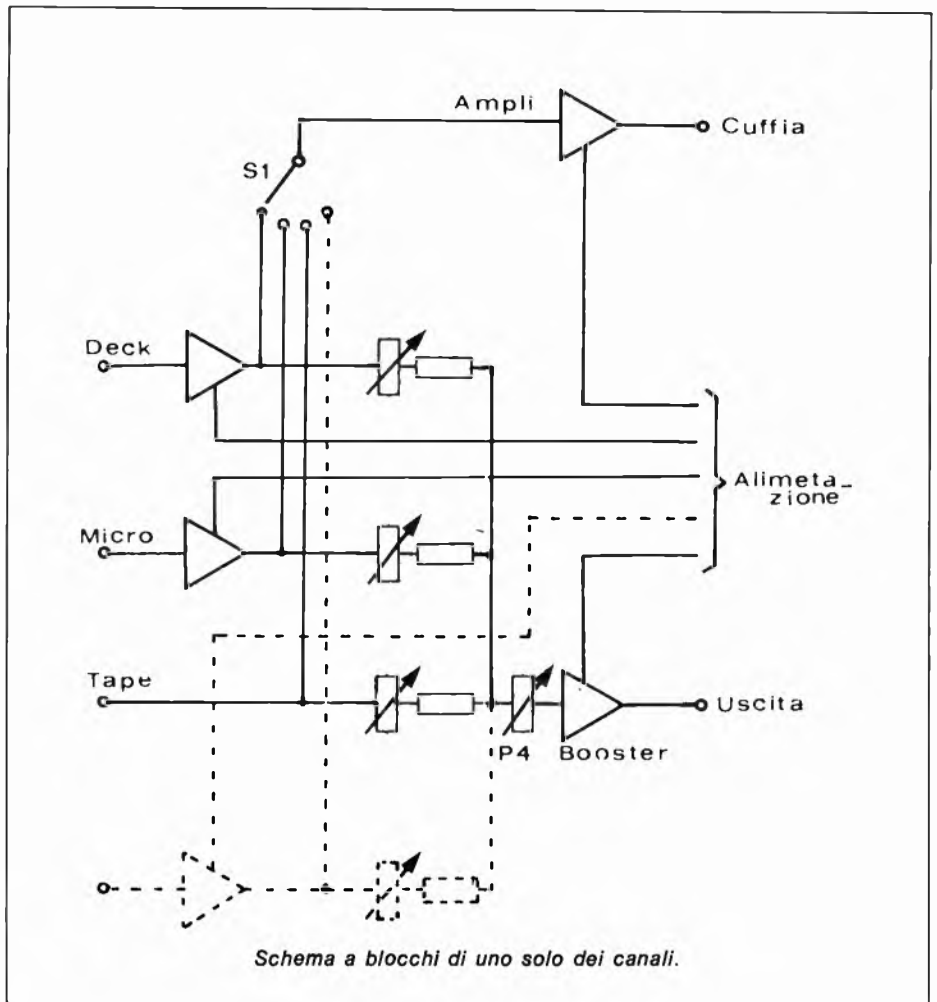 Ampli
Cuffia
S1
Deck
Alimeta_
zione
Micro
Tape
Uscita
P4
Booster
Schema a blocchi di uno solo dei canali.